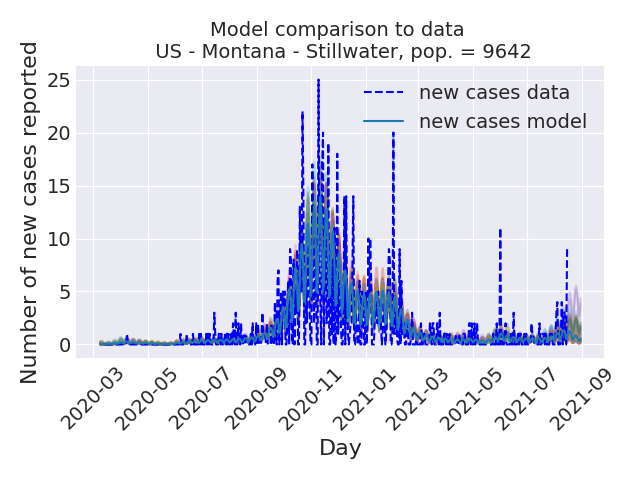 Model comparison to data
US - Montana - Stillwater, pop. = 9642
Number of new cases reported
25
20
15
10
5
0
new cases data
new cases model
2020-03
2020-05
2020-07
2020-09
2020-11
2021-01
2021-03
2021-05
2021-07
2021-09
Day